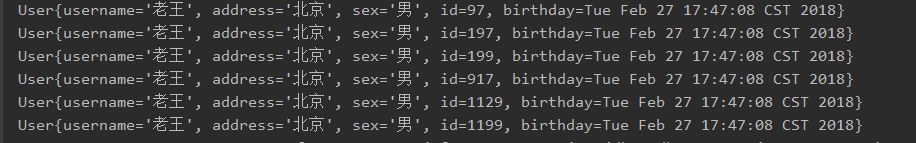 User{username='老王', address='北京', sex='男', id=97, birthday=Tue Feb 27 17:47:08 CST 2018}
User{username='老王', address='北京', sex='男', id=197, birthday=Tue Feb 27 17:47:08 CST 2018}
User{username='老王', address='北京', sex='男', id=199, birthday=Tue Feb 27 17:47:08 CST 2018}
User{username='老王', address='北京', sex='男', id=917, birthday=Tue Feb 27 17:47:08 CST 2018}
User{username='老王', address='北京', sex='男', id=1129, birthday=Tue Feb 27 17:47:08 CST 2018}
User{username='老王', address='北京', sex='男', id=1199, birthday=Tue Feb 27 17:47:08 CST 2018}